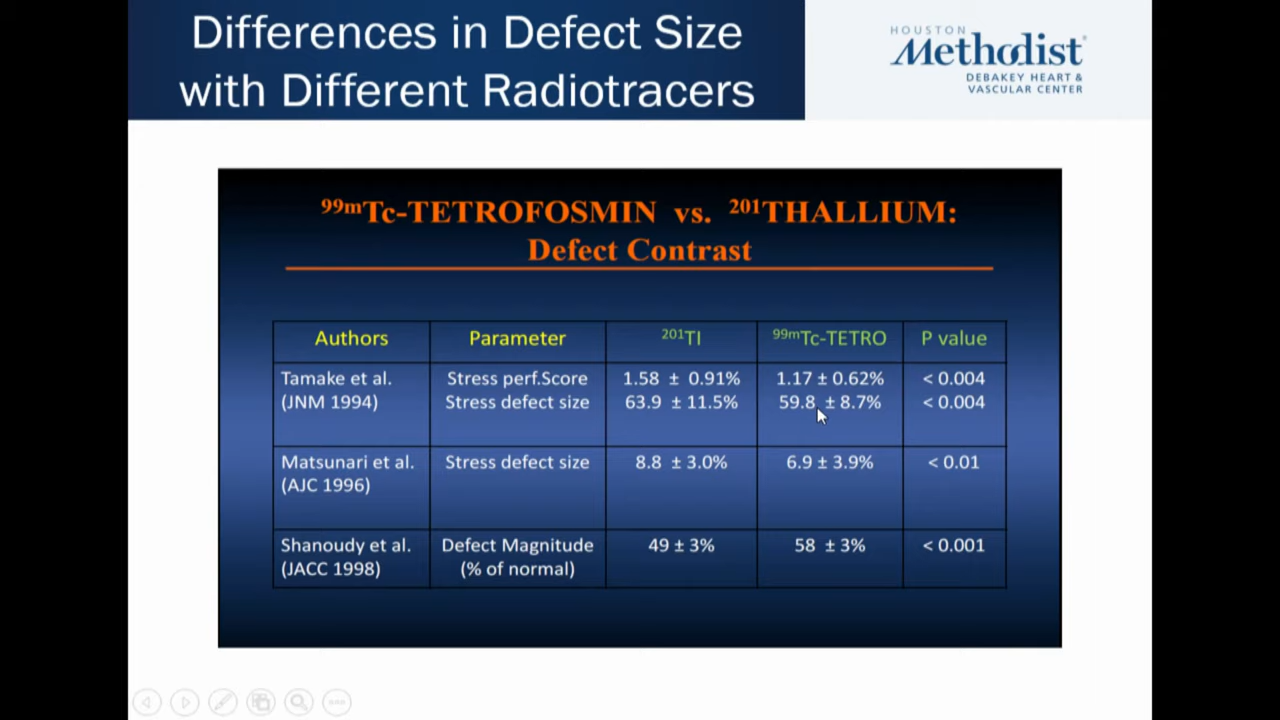 Differences in Defect Size
with Different Radiotracers
HOUSTON
Methodist
DEBAKEY HEART &
VASCULAR CENTER
99mTc-TETROFOSMIN vs. 201THALLIUM:
Defect Contrast
Authors Parameter 201Tl 99mTc-TETRO P value
Tamake et al. Stress perf.Score 1.58 ± 0.91% 1.17 ± 0.62% < 0.004
(JNM 1994) Stress defect size 63.9 ± 11.5% 59.8 ± 8.7% < 0.004
Matsunari et al. Stress defect size 8.8 ± 3.0% 6.9 ± 3.9% < 0.01
(AJC 1996)
Shanoudy et al. Defect Magnitude 49 ± 3% 58 ± 3% < 0.001
(JACC 1998) (% of normal)